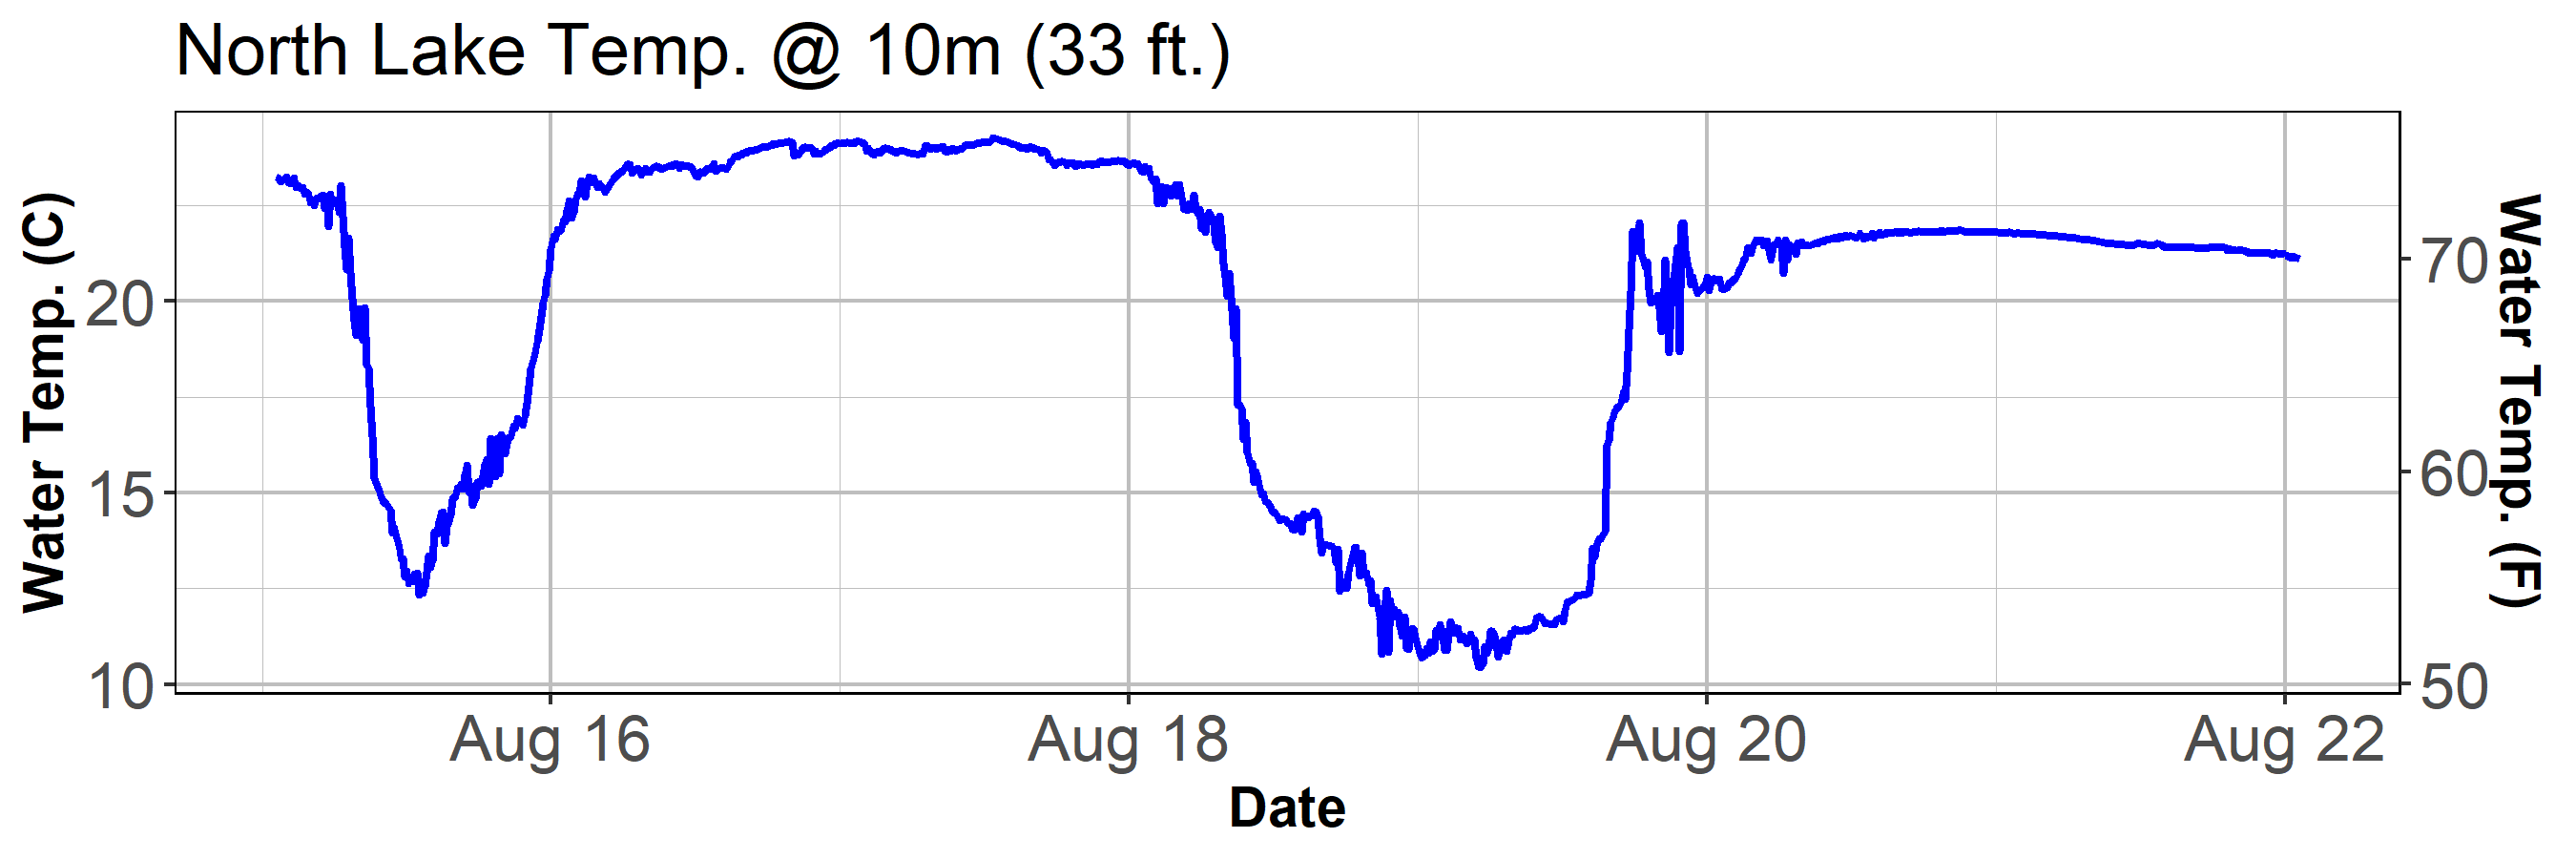 North Lake Temp. @ 10m (33 ft.)
Water Temp. (C)
20
15
10
70
60
50
Water Temp. (F)
Aug 16 Aug 18 Aug 20 Aug 22
Date